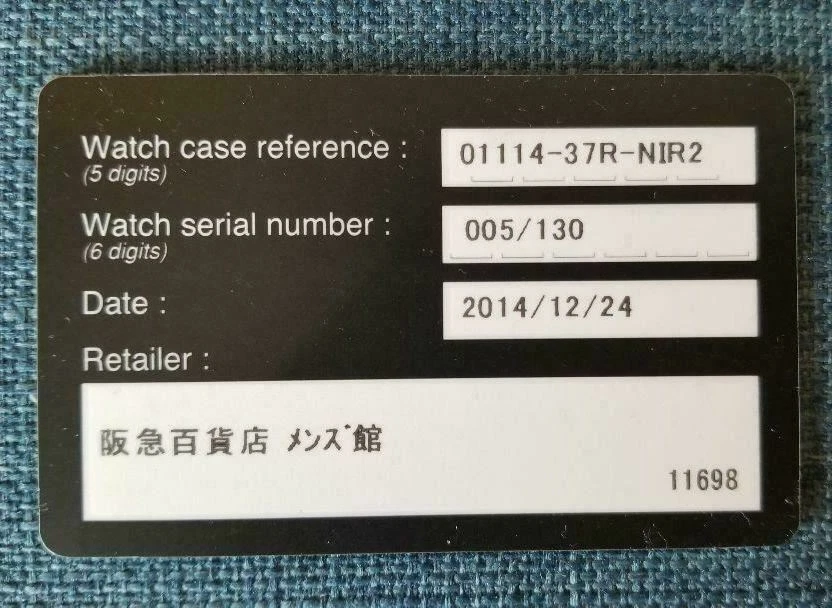 Watch case reference : 01114-37R-NIR2
(5 digits)
Watch serial number : 005/130
(6 digits)
Date : 2014/12/24
Retailer :
阪急百貨店 ﾒﾝｽﾞ館
11698